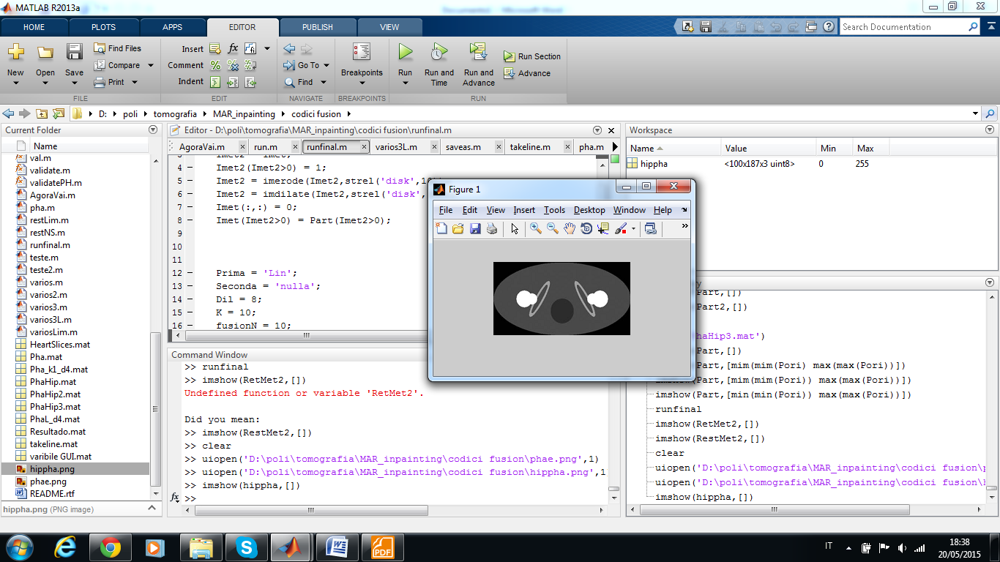 MATLAB R2013a
HOME PLOTS APPS EDITOR PUBLISH VIEW
Search Documentation
New Open Save
Find Files
Compare
Print
Insert
Comment
Indent
fx
Go To
Find
Breakpoints
Run
Run and Time
Run and Advance
Run Section
Advance
FILE EDIT NAVIGATE BREAKPOINTS RUN
D: poli tomografia MAR_inpainting codici fusion
Current Folder
Name
val.m
validate.m
validatePH.m
AgoraVai.m
pha.m
restLim.m
restNS.m
runfinal.m
teste.m
teste2.m
varios.m
varios2.m
varios3.m
varios3L.m
variosLim.m
HeartSlices.mat
Pha.mat
Pha_k1_d4.mat
PhaHip.mat
PhaHip2.mat
PhaHip3.mat
PhaL_d4.mat
Resultado.mat
takeline.mat
varibile GUI.mat
hippha.png
phae.png
README.rtf
hippha.png (PNG image)
Editor - D:\poli\tomografia\MAR_inpainting\codici fusion\runfinal.m
AgoraVai.m run.m runfinal.m varios3L.m saveas.m takeline.m pha.m
3 Imet2 = Imet;
4 Imet2(Imet2>0) = 1;
5 Imet2 = imerode(Imet2,strel('disk',
6 Imet2 = imdilate(Imet2,strel('disk',
7 Imet(:,:) = 0;
8 Imet(Imet2>0) = Part(Imet2>0);
9
10
11
12 Prima = 'Lin';
13 Seconda = 'nulla';
14 Dil = 8;
15 K = 10;
16 fusionN = 10;
Command Window
>> runfinal
>> imshow(RetMet2,[])
Undefined function or variable 'RetMet2'.
Did you mean:
>> imshow(RestMet2,[])
>> clear
>> uiopen('D:\poli\tomografia\MAR_inpainting\codici fusion\phae.png',1)
>> uiopen('D:\poli\tomografia\MAR_inpainting\codici fusion\hippha.png',1
>> imshow(hippha,[])
fx >>
Figure 1
File Edit View Insert Tools Desktop Window Help
Workspace
Name Value Min Max
hippha <100x187x3 uint8> 0 255
Part,[])
Part2,[])
haHip3.mat')
Part,[])
Part,[mim(mim(Pori) max(max(Pori))])
imshow(Part,[mim(min(Pori)) max(max(Pori))])
imshow(Part,[min(min(Pori)) max(max(Pori))])
runfinal
imshow(RetMet2,[])
imshow(RestMet2,[])
clear
uiopen('D:\poli\tomografia\MAR_inpainting\codici fusion\
uiopen('D:\poli\tomografia\MAR_inpainting\codici fusion\
imshow(hippha,[])
PDF
IT
18:38
20/05/2015